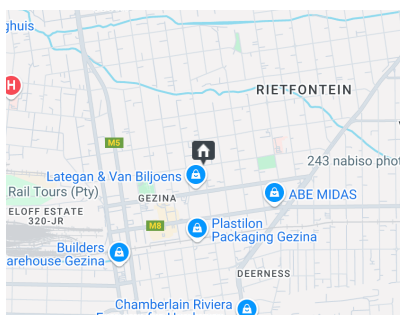 ghuis
H
RIETFONTEIN
M5
243 nabiso phot
Lategan & Van Biljoens
Rail Tours (Pty)
ABE MIDAS
GEZINA
ELOFF ESTATE
320-JR
M8
Plastilon
Packaging Gezina
Builders
arehouse Gezina
DEERNESS
Chamberlain Riviera